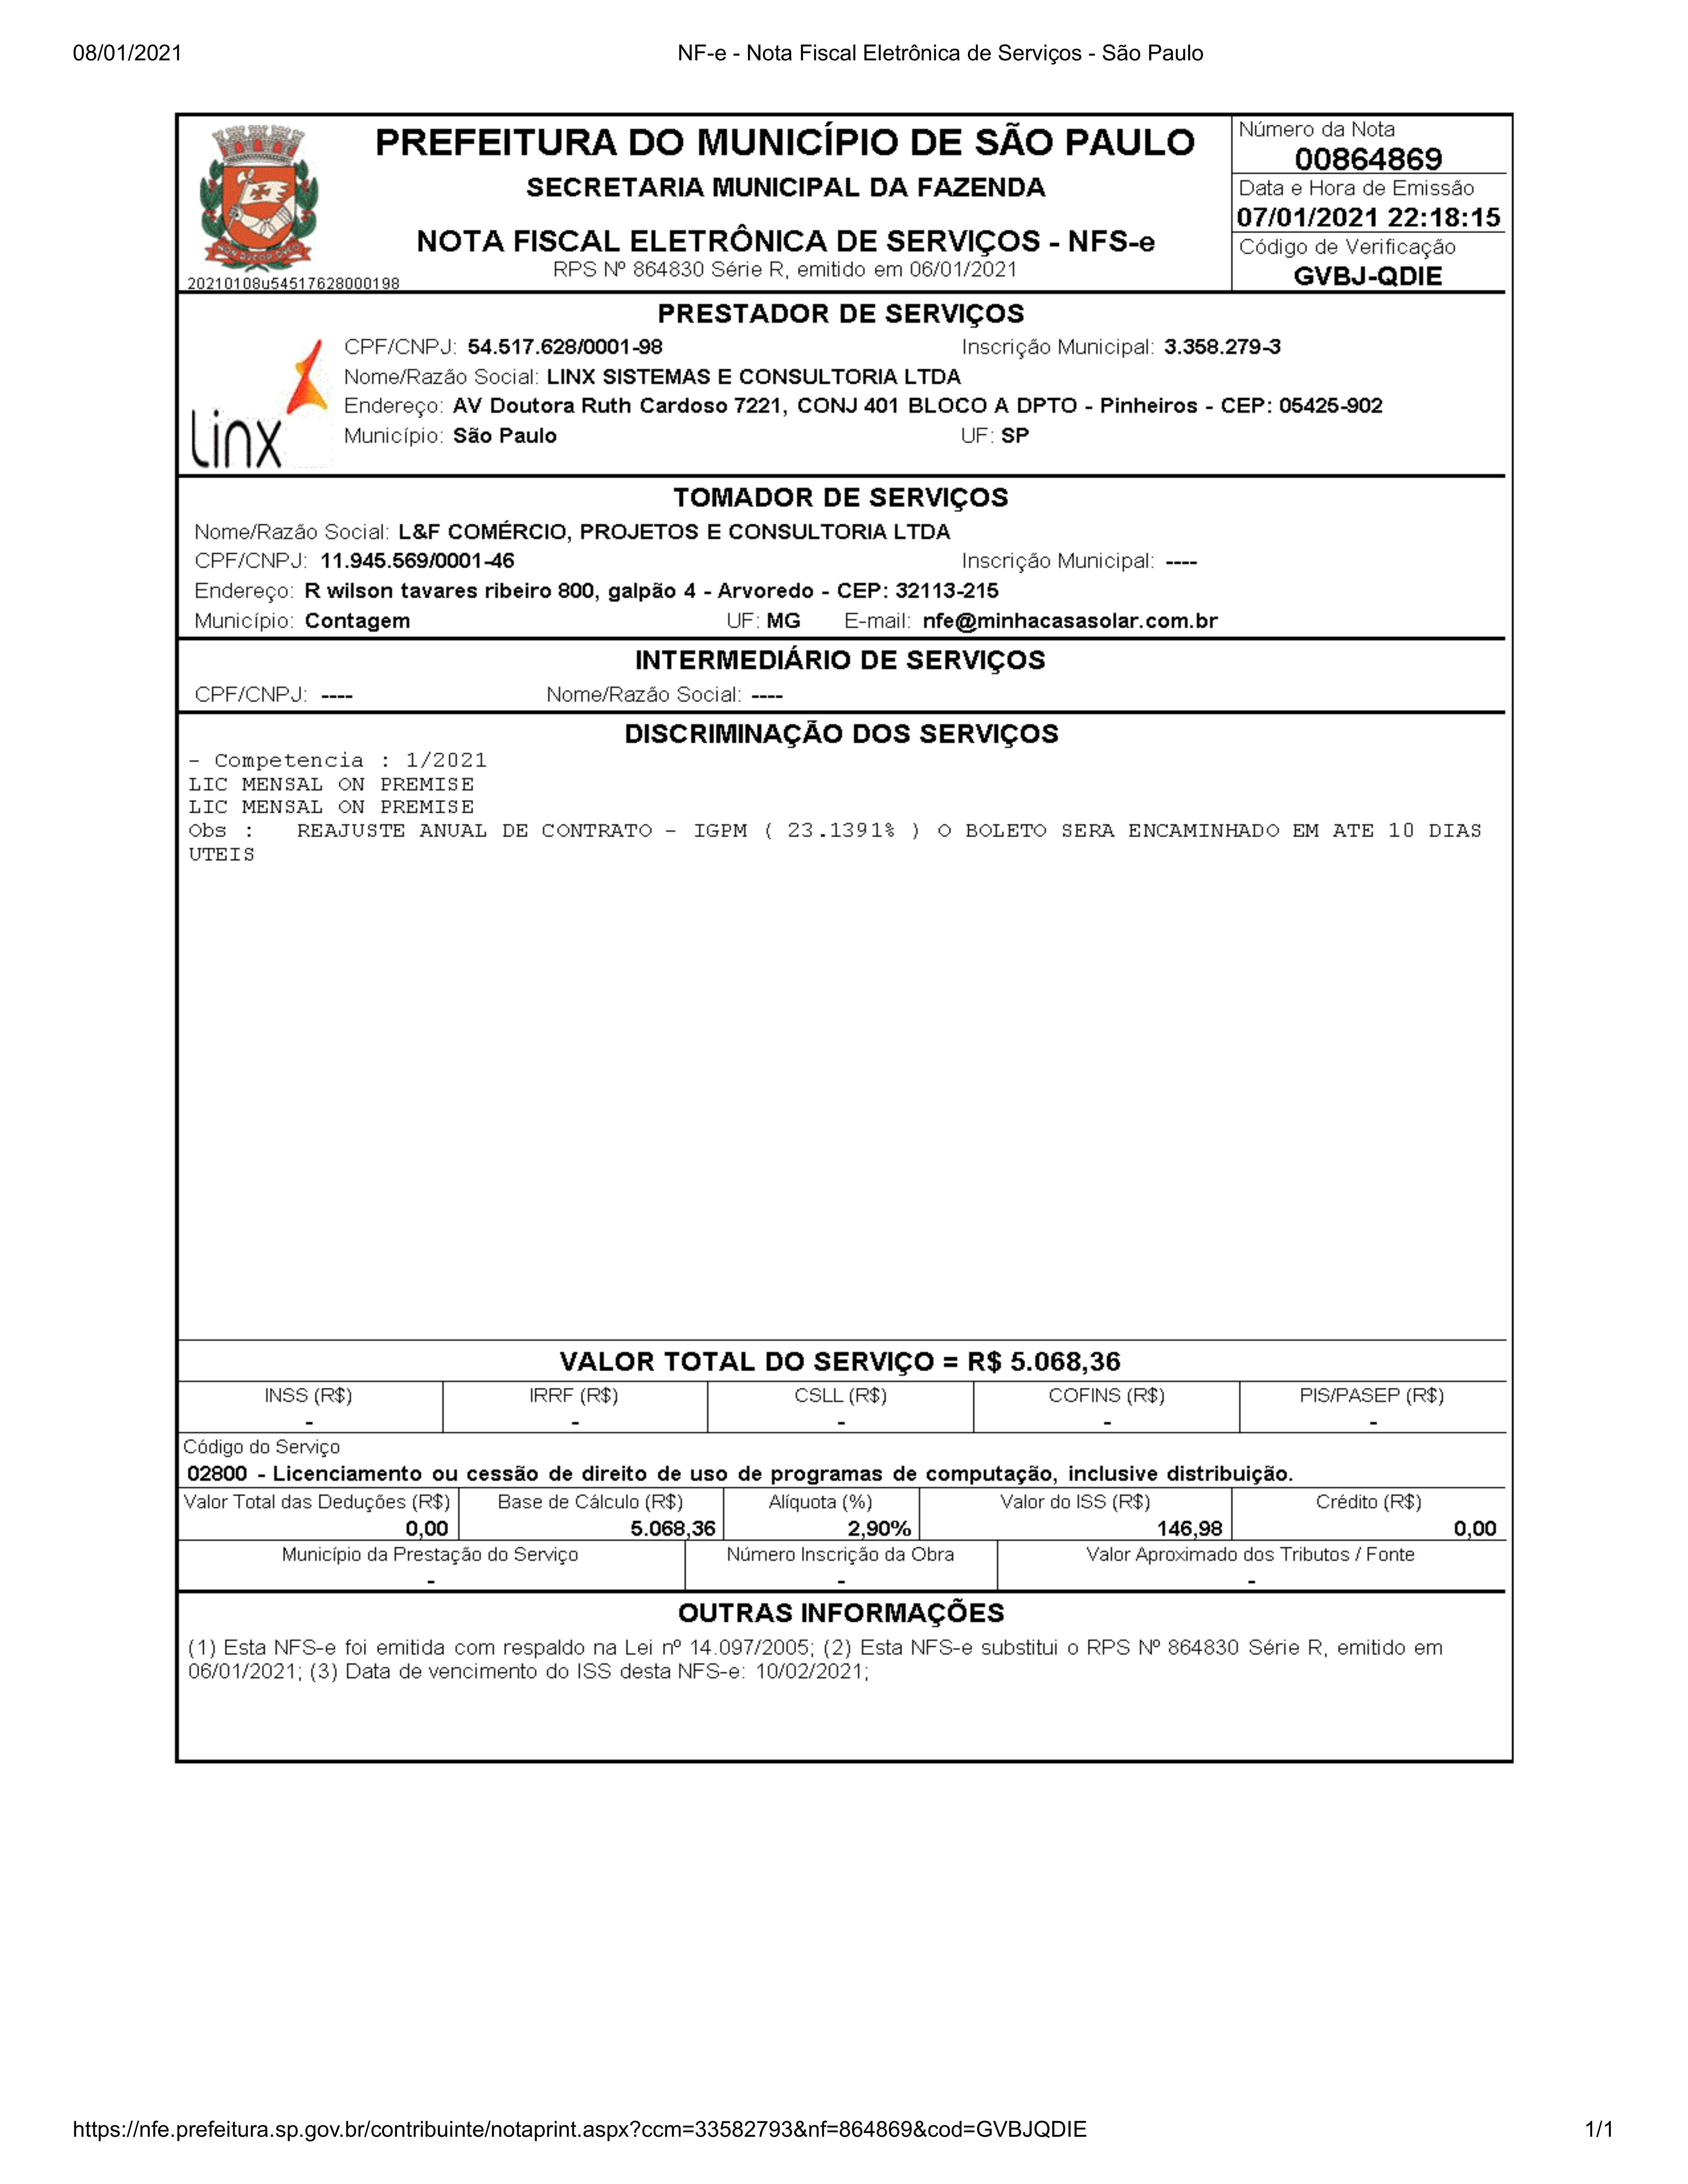 08/01/2021 NF-e - Nota Fiscal Eletrônica de Serviços - São Paulo
PREFEITURA DO MUNICÍPIO DE SÃO PAULO
SECRETARIA MUNICIPAL DA FAZENDA
NOTA FISCAL ELETRÔNICA DE SERVIÇOS - NFS-e
RPS Nº 864830 Série R, emitido em 06/01/2021
20210108u54517628000198
Número da Nota
00864869
Data e Hora de Emissão
07/01/2021 22:18:15
Código de Verificação
GVBJ-QDIE
PRESTADOR DE SERVIÇOS
Linx
CPF/CNPJ: 54.517.628/0001-98 Inscrição Municipal: 3.358.279-3
Nome/Razão Social: LINX SISTEMAS E CONSULTORIA LTDA
Endereço: AV Doutora Ruth Cardoso 7221, CONJ 401 BLOCO A DPTO - Pinheiros - CEP: 05425-902
Município: São Paulo UF: SP
TOMADOR DE SERVIÇOS
Nome/Razão Social: L&F COMÉRCIO, PROJETOS E CONSULTORIA LTDA
CPF/CNPJ: 11.945.569/0001-46 Inscrição Municipal: ----
Endereço: R wilson tavares ribeiro 800, galpão 4 - Arvoredo - CEP: 32113-215
Município: Contagem UF: MG E-mail: nfe@minhacasasolar.com.br
INTERMEDIÁRIO DE SERVIÇOS
CPF/CNPJ: ---- Nome/Razão Social: ----
DISCRIMINAÇÃO DOS SERVIÇOS
- Competencia : 1/2021
LIC MENSAL ON PREMISE
LIC MENSAL ON PREMISE
Obs : REAJUSTE ANUAL DE CONTRATO - IGPM ( 23.1391% ) O BOLETO SERA ENCAMINHADO EM ATE 10 DIAS
UTEIS
VALOR TOTAL DO SERVIÇO = R$ 5.068,36
INSS (R$) IRRF (R$) CSLL (R$) COFINS (R$) PIS/PASEP (R$)
- - - - -
Código do Serviço
02800 - Licenciamento ou cessão de direito de uso de programas de computação, inclusive distribuição.
Valor Total das Deduções (R$) Base de Cálculo (R$) Alíquota (%) Valor do ISS (R$) Crédito (R$)
0,00 5.068,36 2,90% 146,98 0,00
Município da Prestação do Serviço Número Inscrição da Obra Valor Aproximado dos Tributos / Fonte
- - -
OUTRAS INFORMAÇÕES
(1) Esta NFS-e foi emitida com respaldo na Lei nº 14.097/2005; (2) Esta NFS-e substitui o RPS Nº 864830 Série R, emitido em
06/01/2021; (3) Data de vencimento do ISS desta NFS-e: 10/02/2021;
https://nfe.prefeitura.sp.gov.br/contribuinte/notaprint.aspx?ccm=33582793&nf=864869&cod=GVBJQDIE 1/1